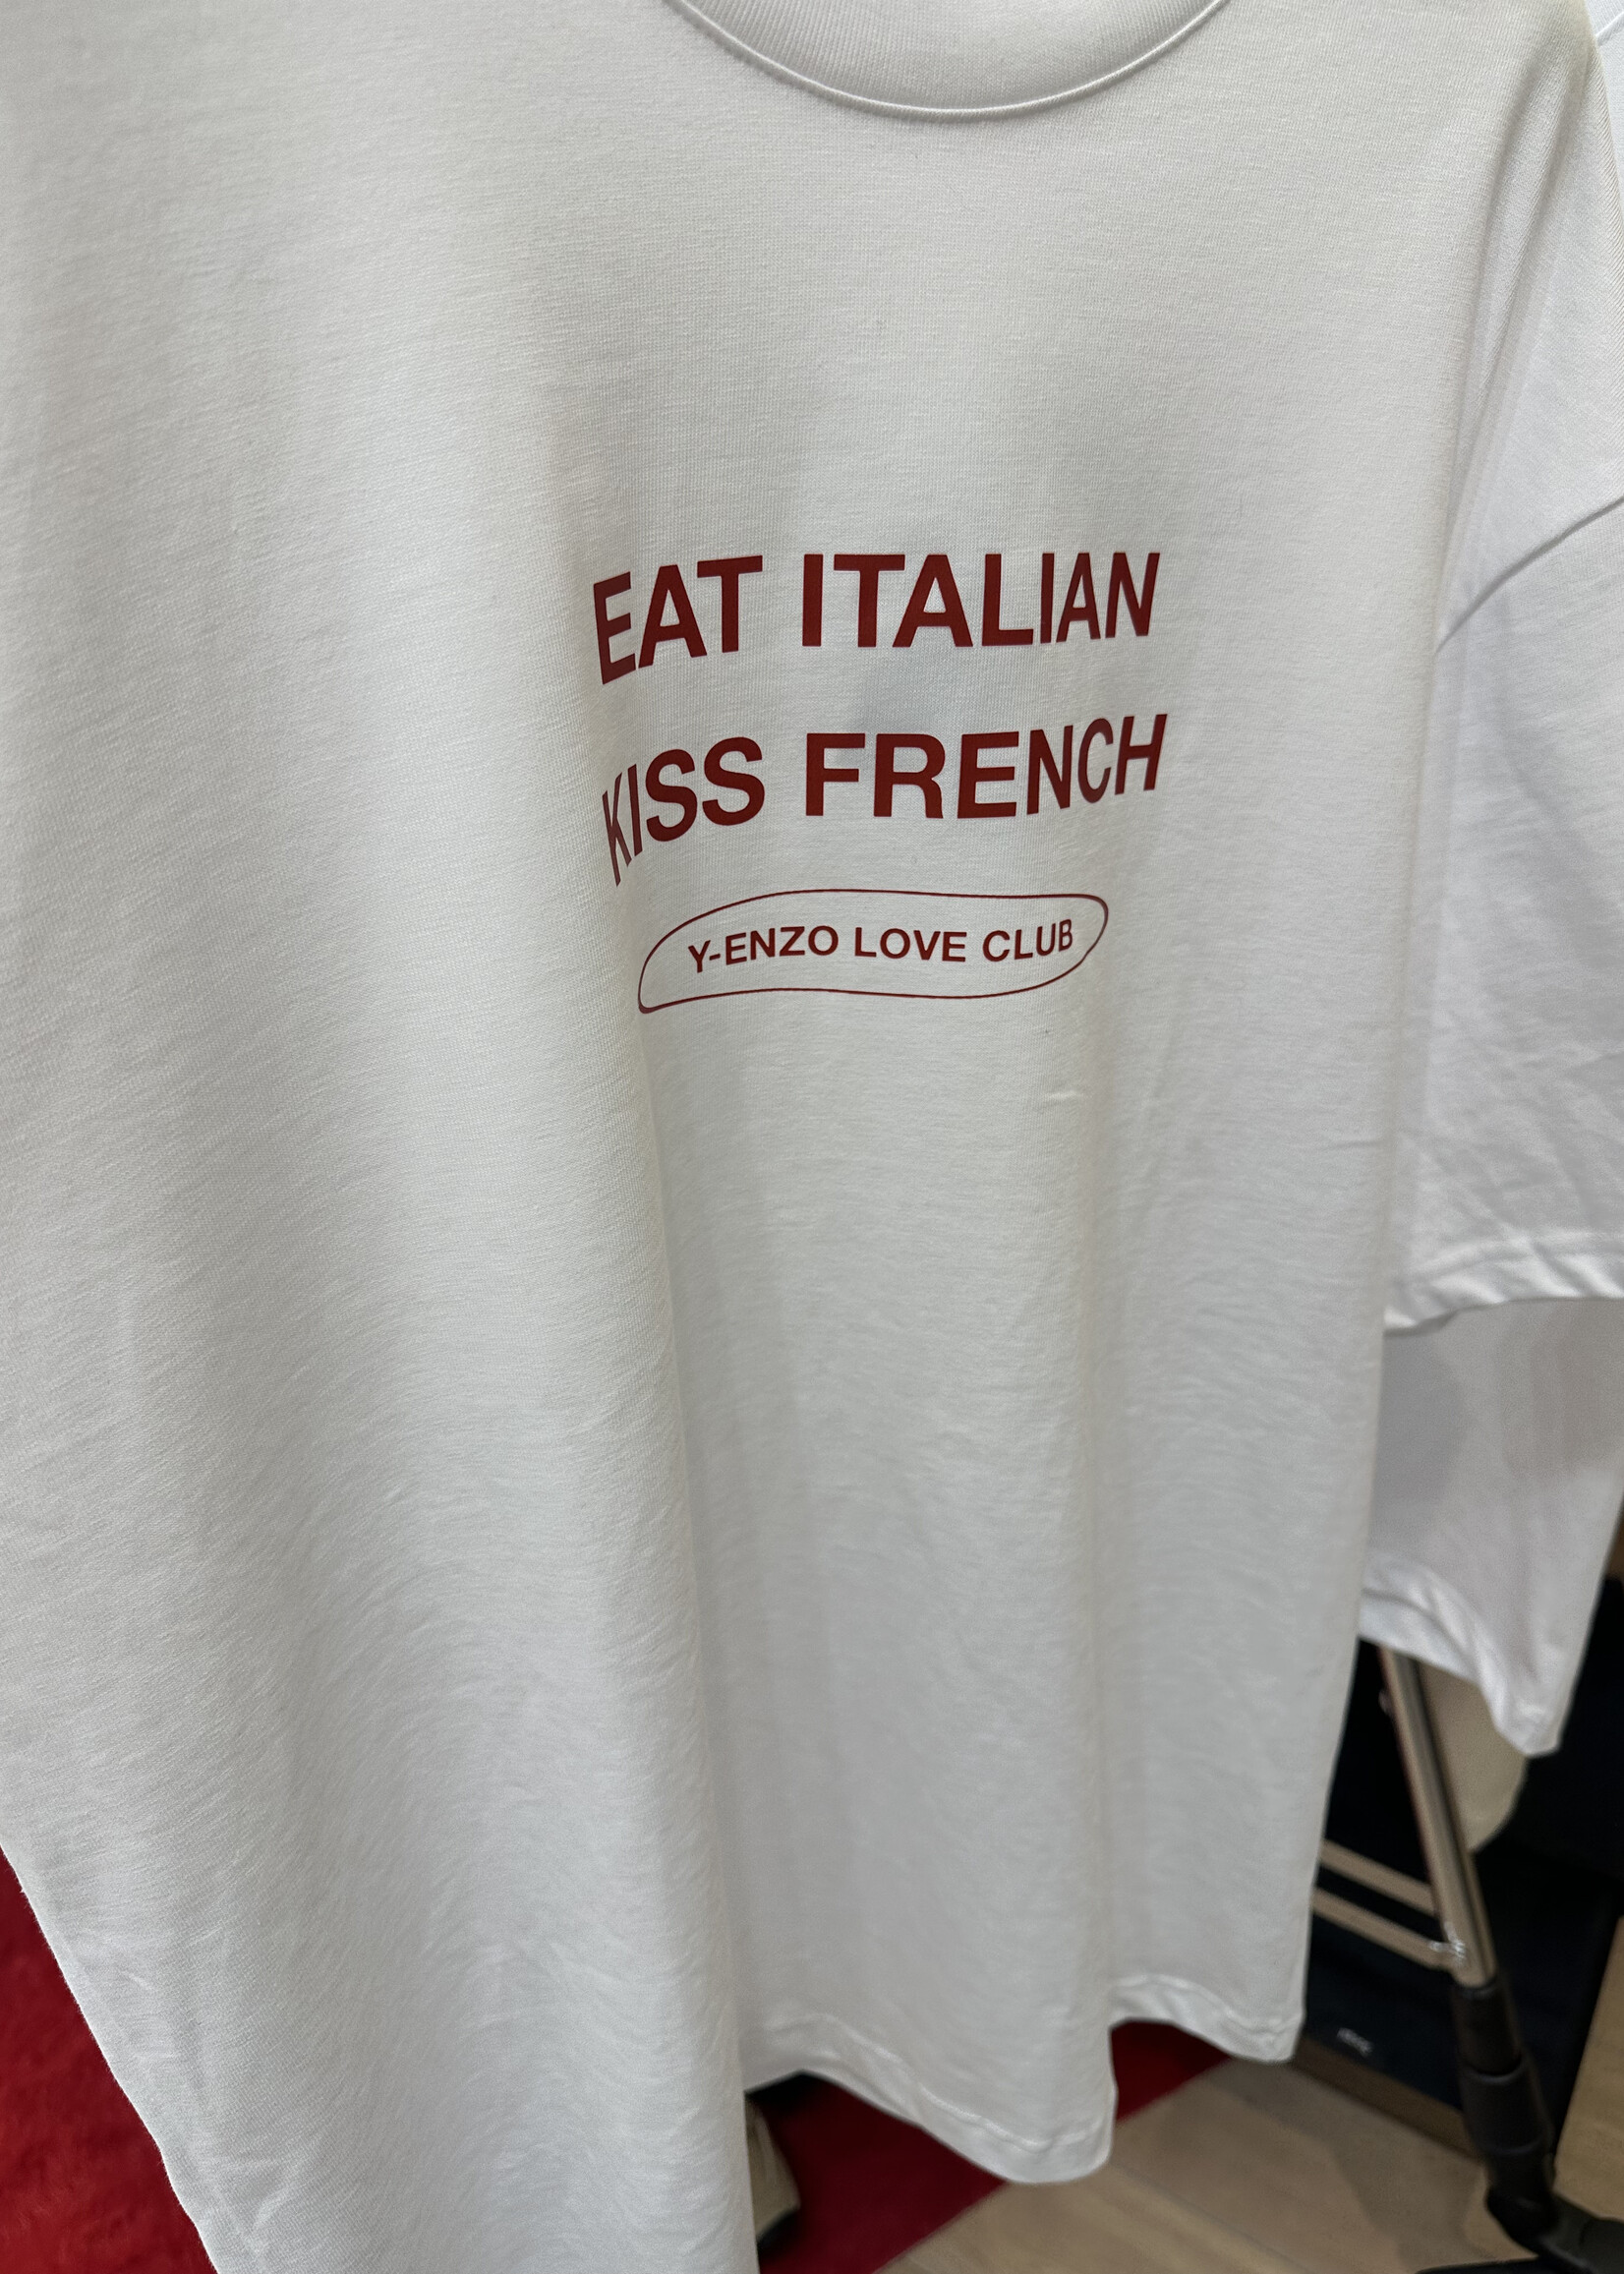 EAT ITALIAN
KISS FRENCH
Y-ENZO LOVE CLUB